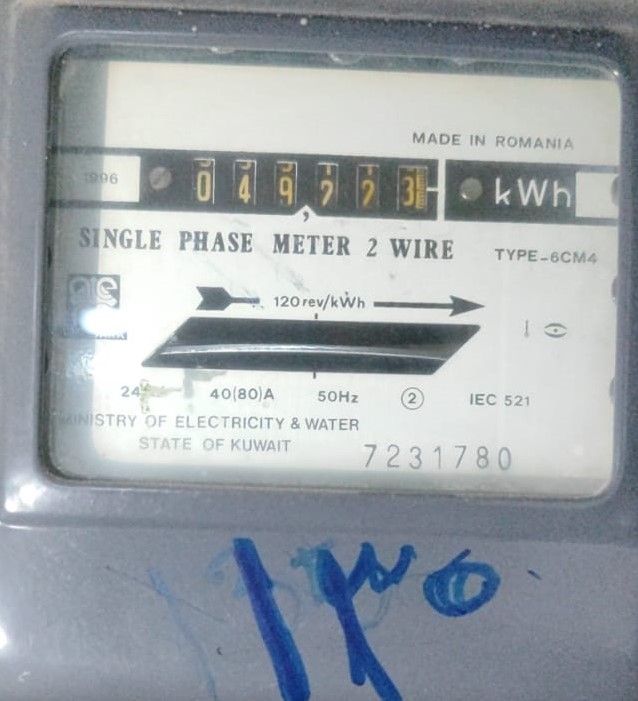 MADE IN ROMANIA
1996 0 4 9 2 2 3 kWh
SINGLE PHASE METER 2 WIRE TYPE-6CM4
120 rev/kWh
40(80)A 50Hz 2 IEC 521
MINISTRY OF ELECTRICITY & WATER
STATE OF KUWAIT
7231780